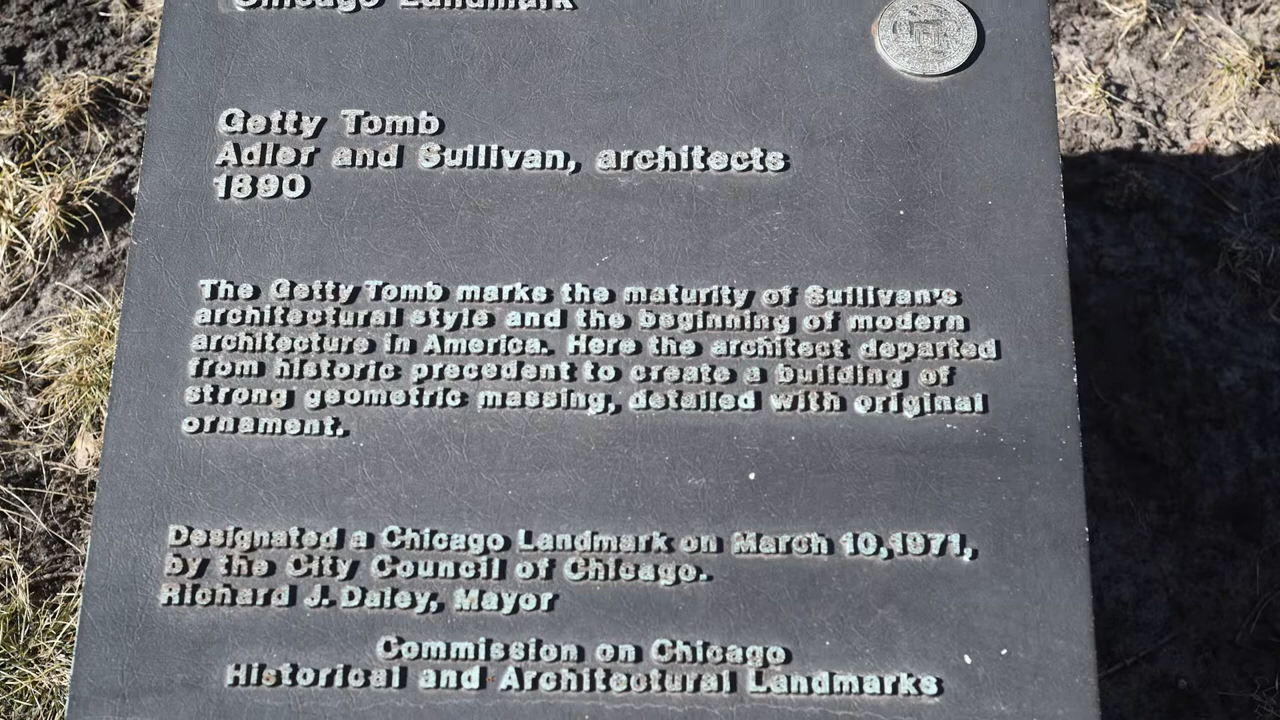 Chicago Landmark
Getty Tomb
Adler and Sullivan, architects
1890
The Getty Tomb marks the maturity of Sullivan's
architectural style and the beginning of modern
architecture in America. Here the architect departed
from historic precedent to create a building of
strong geometric massing, detailed with original
ornament.
Designated a Chicago Landmark on March 10,1971,
by the City Council of Chicago.
Richard J. Daley, Mayor
Commission on Chicago
Historical and Architectural Landmarks